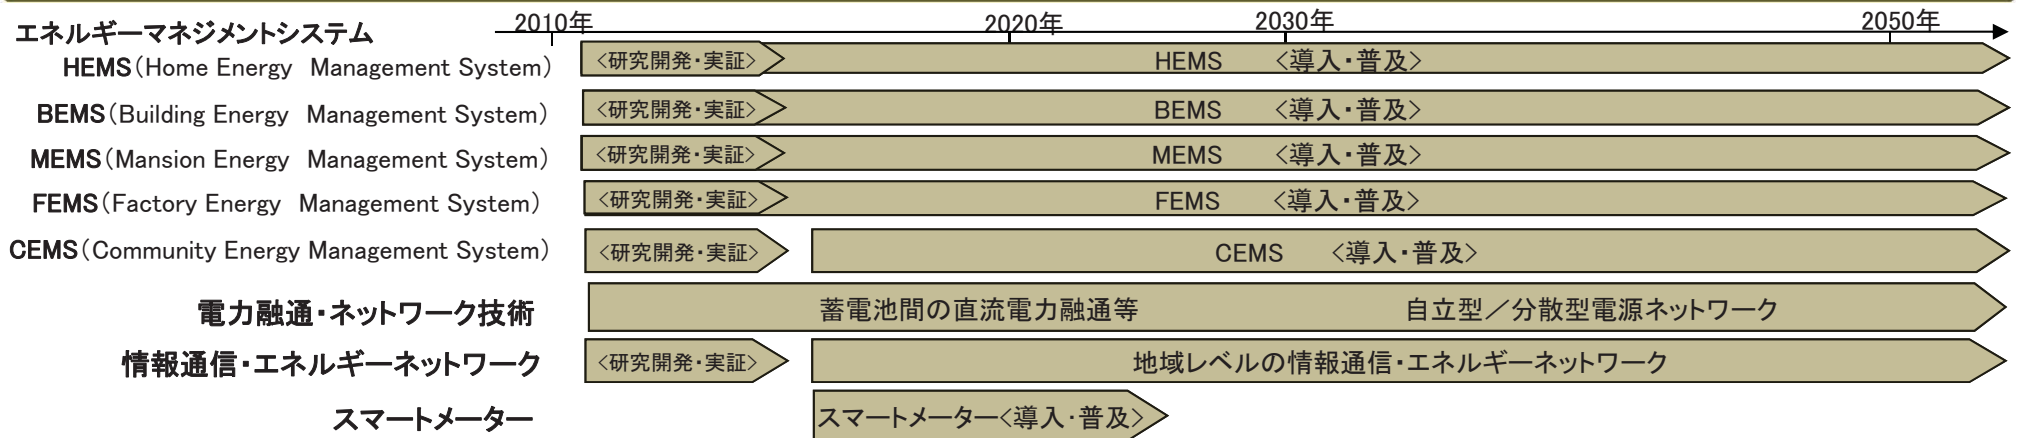 2010年 2020年 2030年 2050年
エネルギーマネジメントシステム
HEMS(Home Energy Management System) <研究開発・実証> HEMS <導入・普及>
BEMS(Building Energy Management System) <研究開発・実証> BEMS <導入・普及>
MEMS(Mansion Energy Management System) <研究開発・実証> MEMS <導入・普及>
FEMS(Factory Energy Management System) <研究開発・実証> FEMS <導入・普及>
CEMS(Community Energy Management System) <研究開発・実証> CEMS <導入・普及>
電力融通・ネットワーク技術 蓄電池間の直流電力融通等 自立型／分散型電源ネットワーク
情報通信・エネルギーネットワーク <研究開発・実証> 地域レベルの情報通信・エネルギーネットワーク
スマートメーター スマートメーター<導入・普及>